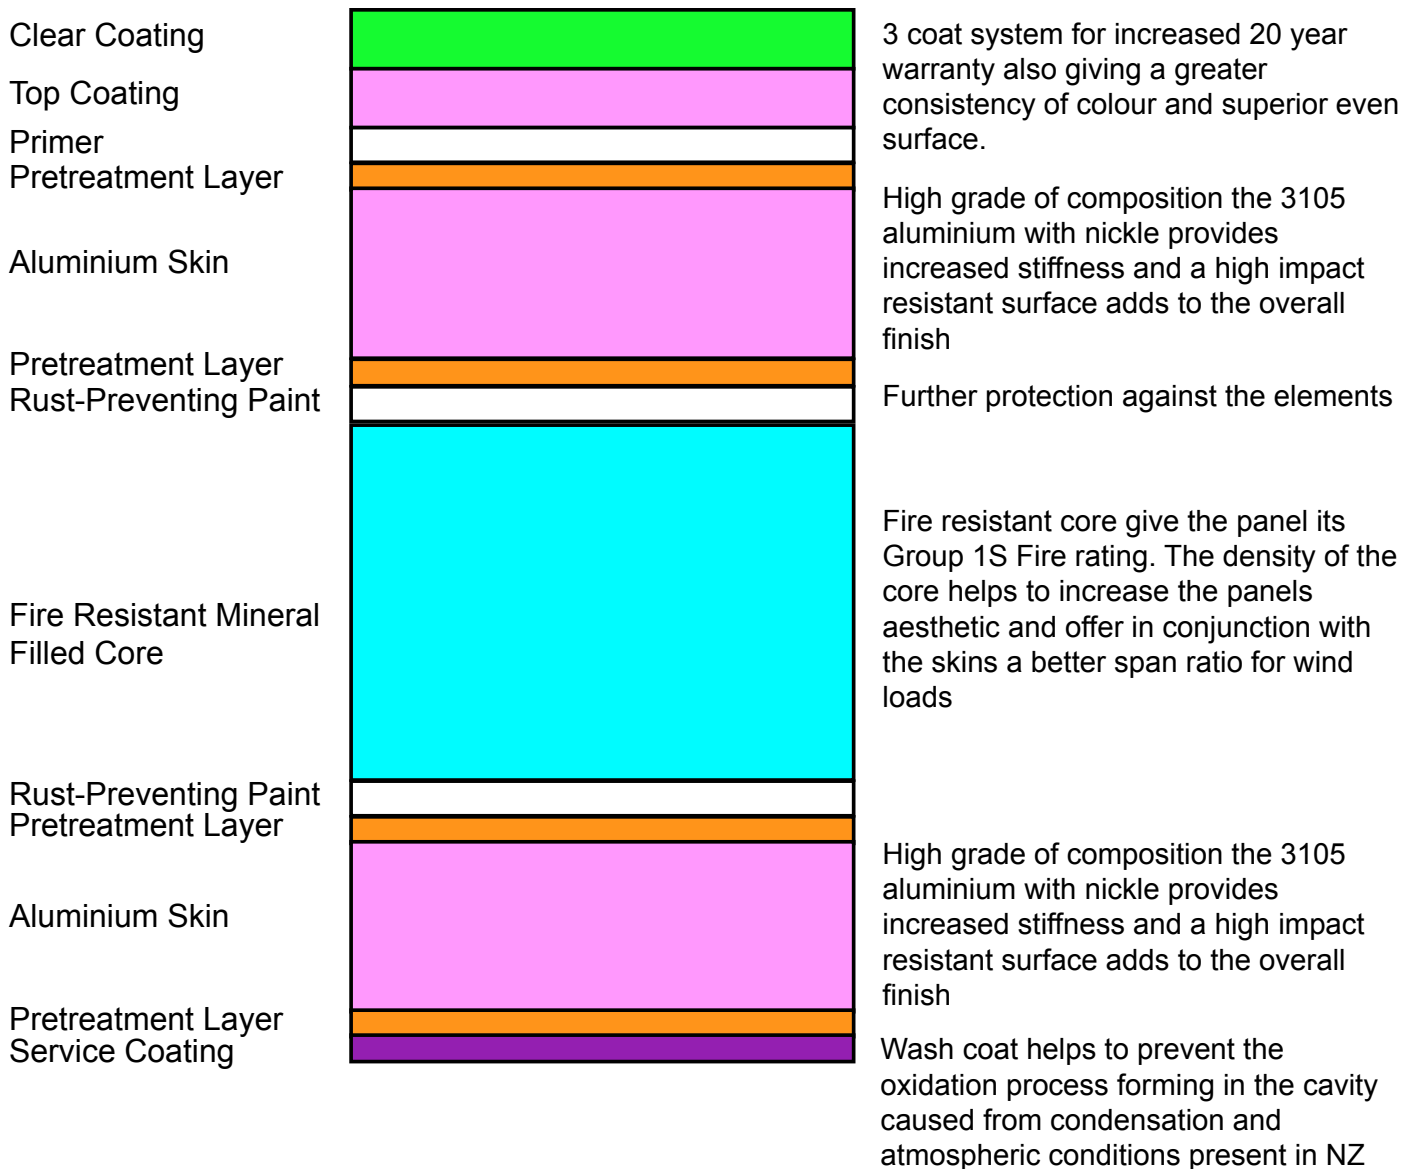 Clear Coating
Top Coating
Primer
Pretreatment Layer
Aluminium Skin
Pretreatment Layer
Rust-Preventing Paint
Fire Resistant Mineral
Filled Core
Rust-Preventing Paint
Pretreatment Layer
Aluminium Skin
Pretreatment Layer
Service Coating
3 coat system for increased 20 year
warranty also giving a greater
consistency of colour and superior even
surface.
High grade of composition the 3105
aluminium with nickle provides
increased stiffness and a high impact
resistant surface adds to the overall
finish
Further protection against the elements
Fire resistant core give the panel its
Group 1S Fire rating. The density of the
core helps to increase the panels
aesthetic and offer in conjunction with
the skins a better span ratio for wind
loads
High grade of composition the 3105
aluminium with nickle provides
increased stiffness and a high impact
resistant surface adds to the overall
finish
Wash coat helps to prevent the
oxidation process forming in the cavity
caused from condensation and
atmospheric conditions present in NZ